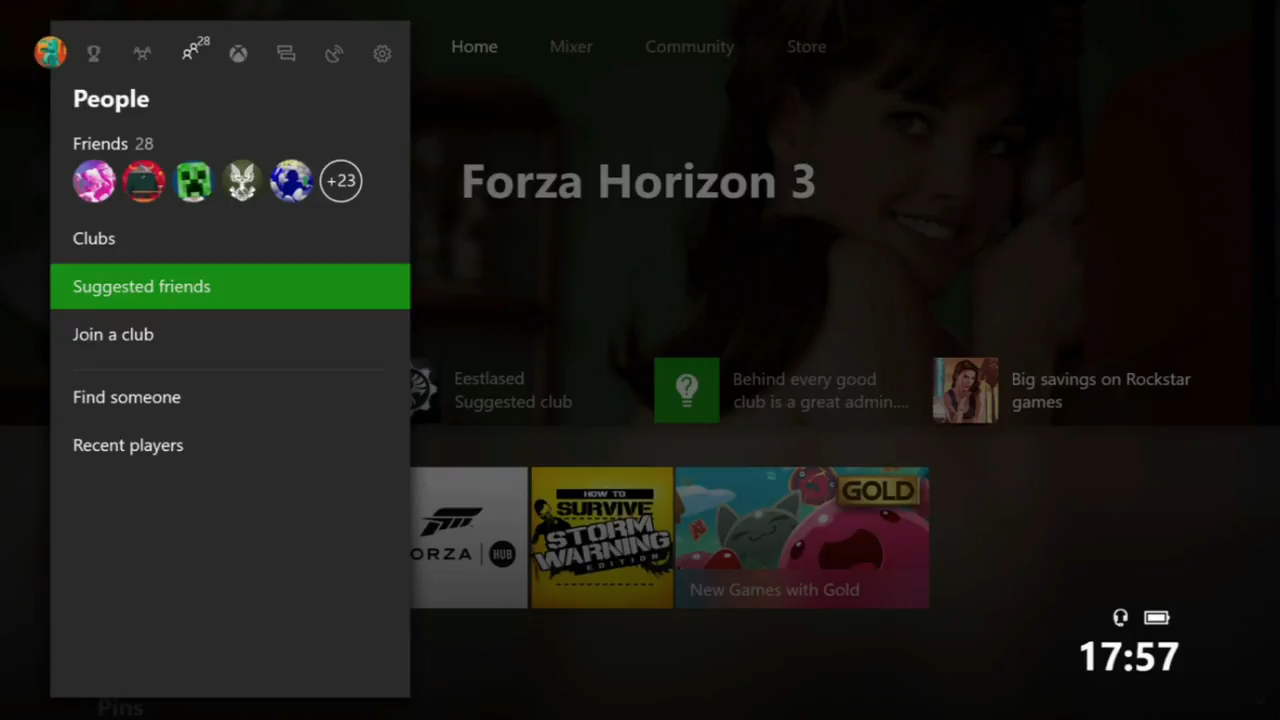 28
Home
Mixer
Community
Store
People
Friends 28
+23
Clubs
Suggested friends
Join a club
Find someone
Recent players
Forza Horizon 3
Eestlased
Suggested club
Behind every good
club is a great admin....
Big savings on Rockstar
games
ORZA | HUB
HOW TO
SURVIVE
STORM
WARNING
EDITION
GOLD
New Games with Gold
17:57
Pins